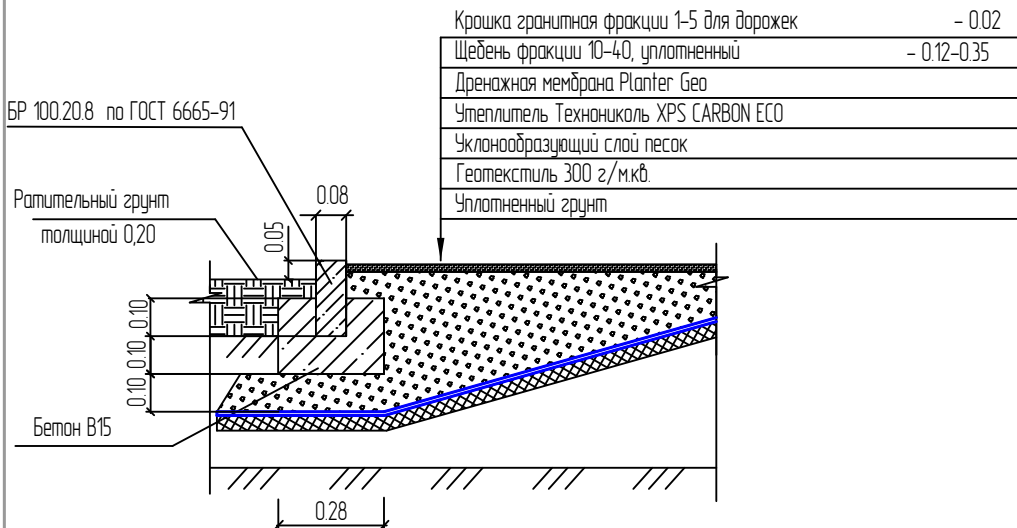 Крошка гранитная фракции 1-5 для дорожек - 0.02
Щебень фракции 10-40, уплотненный - 0.12-0.35
Дренажная мембрана Planter Geo
Утеплитель Технониколь XPS CARBON ECO
Уклонообразующий слой песок
Геотекстиль 300 г/м.кв.
Уплотненный грунт
БР 100.20.8 по ГОСТ 6665-91
Ратительный грунт
толщиной 0,20
0.08
0.05
0.10
0.10
0.10
Бетон В15
0.28